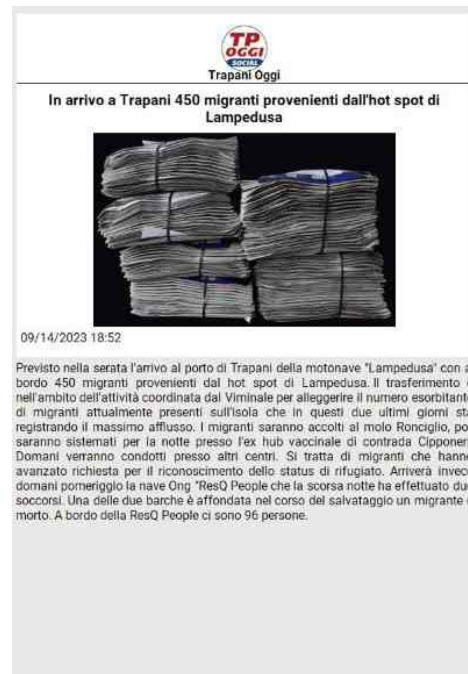 TP
OGGI
SOCIAL
Trapani Oggi
In arrivo a Trapani 450 migranti provenienti dall'hot spot di
Lampedusa
09/14/2023 18:52
Previsto nella serata l'arrivo al porto di Trapani della motonave "Lampedusa" con a
bordo 450 migranti provenienti dal hot spot di Lampedusa. Il trasferimento
nell'ambito dell'attività coordinata dal Viminale per alleggerire il numero esorbitante
di migranti attualmente presenti sull'isola che in questi due ultimi giorni sta
registrando il massimo afflusso. I migranti saranno accolti al molo Ronciglio, po
saranno sistemati per la notte presso l'ex hub vaccinale di contrada Cipponeri
Domani verranno condotti presso altri centri. Si tratta di migranti che hanno
avanzato richiesta per il riconoscimento dello status di rifugiato. Arriverà invece
domani pomeriggio la nave Ong "ResQ People che la scorsa notte ha effettuato due
soccorsi. Una delle due barche è affondata nel corso del salvataggio un migrante
morto. A bordo della ResQ People ci sono 96 persone.